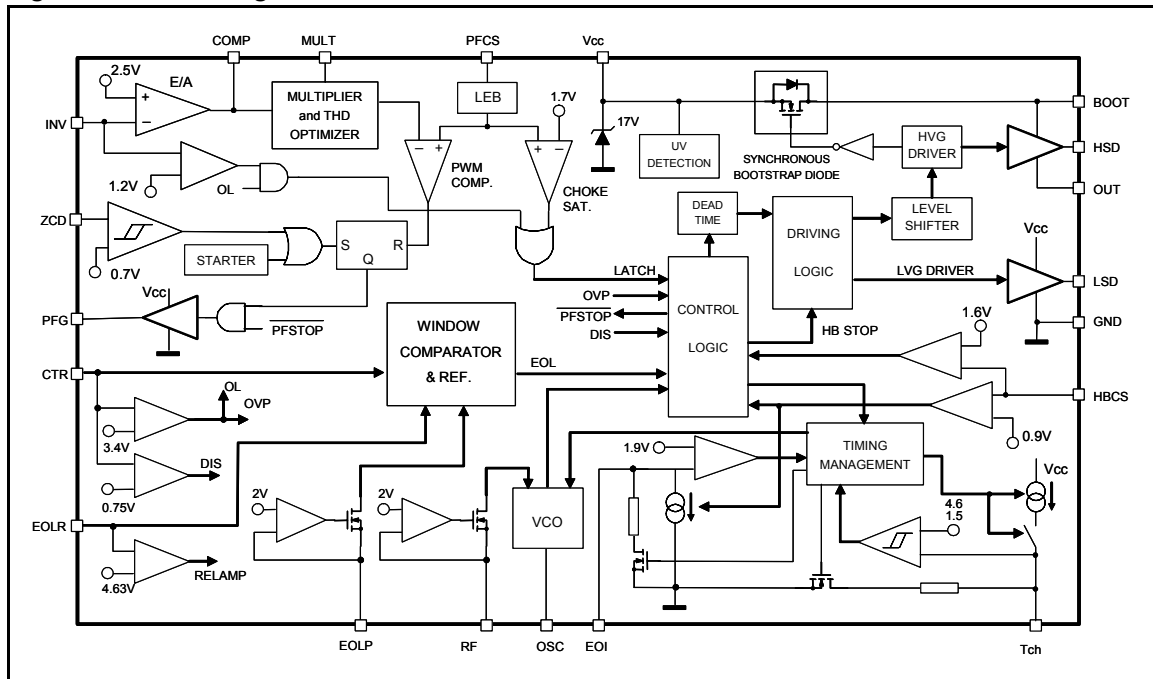 COMP
MULT
PFCS
Vcc
2.5V
E/A
+
−
INV
MULTIPLIER
and THD
OPTIMIZER
LEB
1.7V
17V
UV
DETECTION
SYNCHRONOUS
BOOTSTRAP DIODE
HVG
DRIVER
BOOT
HSD
OUT
− +
PWM
COMP.
+ −
CHOKE
SAT.
1.2V
OL
ZCD
0.7V
STARTER
S
R
Q
DEAD
TIME
DRIVING
LOGIC
LEVEL
SHIFTER
Vcc
LVG DRIVER
LSD
GND
LATCH
OVP
PFSTOP
DIS
CONTROL
LOGIC
HB STOP
1.6V
HBCS
0.9V
Vcc
PFG
PFSTOP
WINDOW
COMPARATOR
& REF.
EOL
CTR
OL
OVP
3.4V
DIS
0.75V
EOLR
RELAMP
4.63V
2V
2V
VCO
1.9V
TIMING
MANAGEMENT
Vcc
4.6
1.5
EOLP
RF
OSC
EOI
Tch